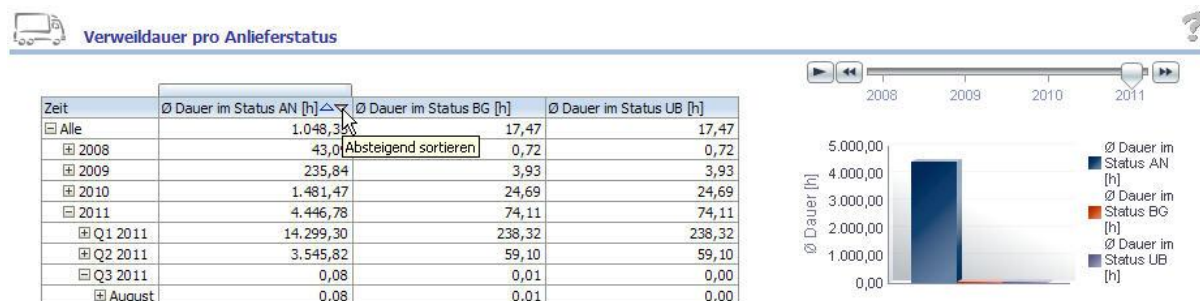 Verweildauer pro Anlieferstatus
Zeit Ø Dauer im Status AN [h] Ø Dauer im Status BG [h] Ø Dauer im Status UB [h]
Alle 17,47 17,47
Absteigend sortieren
2008 0,72 0,72
2009 235,84 3,93 3,93
2010 1.481,47 24,69 24,69
2011 4.446,78 74,11 74,11
Q1 2011 14.299,30 238,32 238,32
Q2 2011 3.545,82 59,10 59,10
Q3 2011 0,08 0,01 0,00
August 0,08 0,01 0,00
?
2008 2009 2010 2011
Ø Dauer [h]
5.000,00
4.000,00
3.000,00
2.000,00
1.000,00
0,00
Ø Dauer im
Status AN
[h]
Ø Dauer im
Status BG
[h]
Ø Dauer im
Status UB
[h]